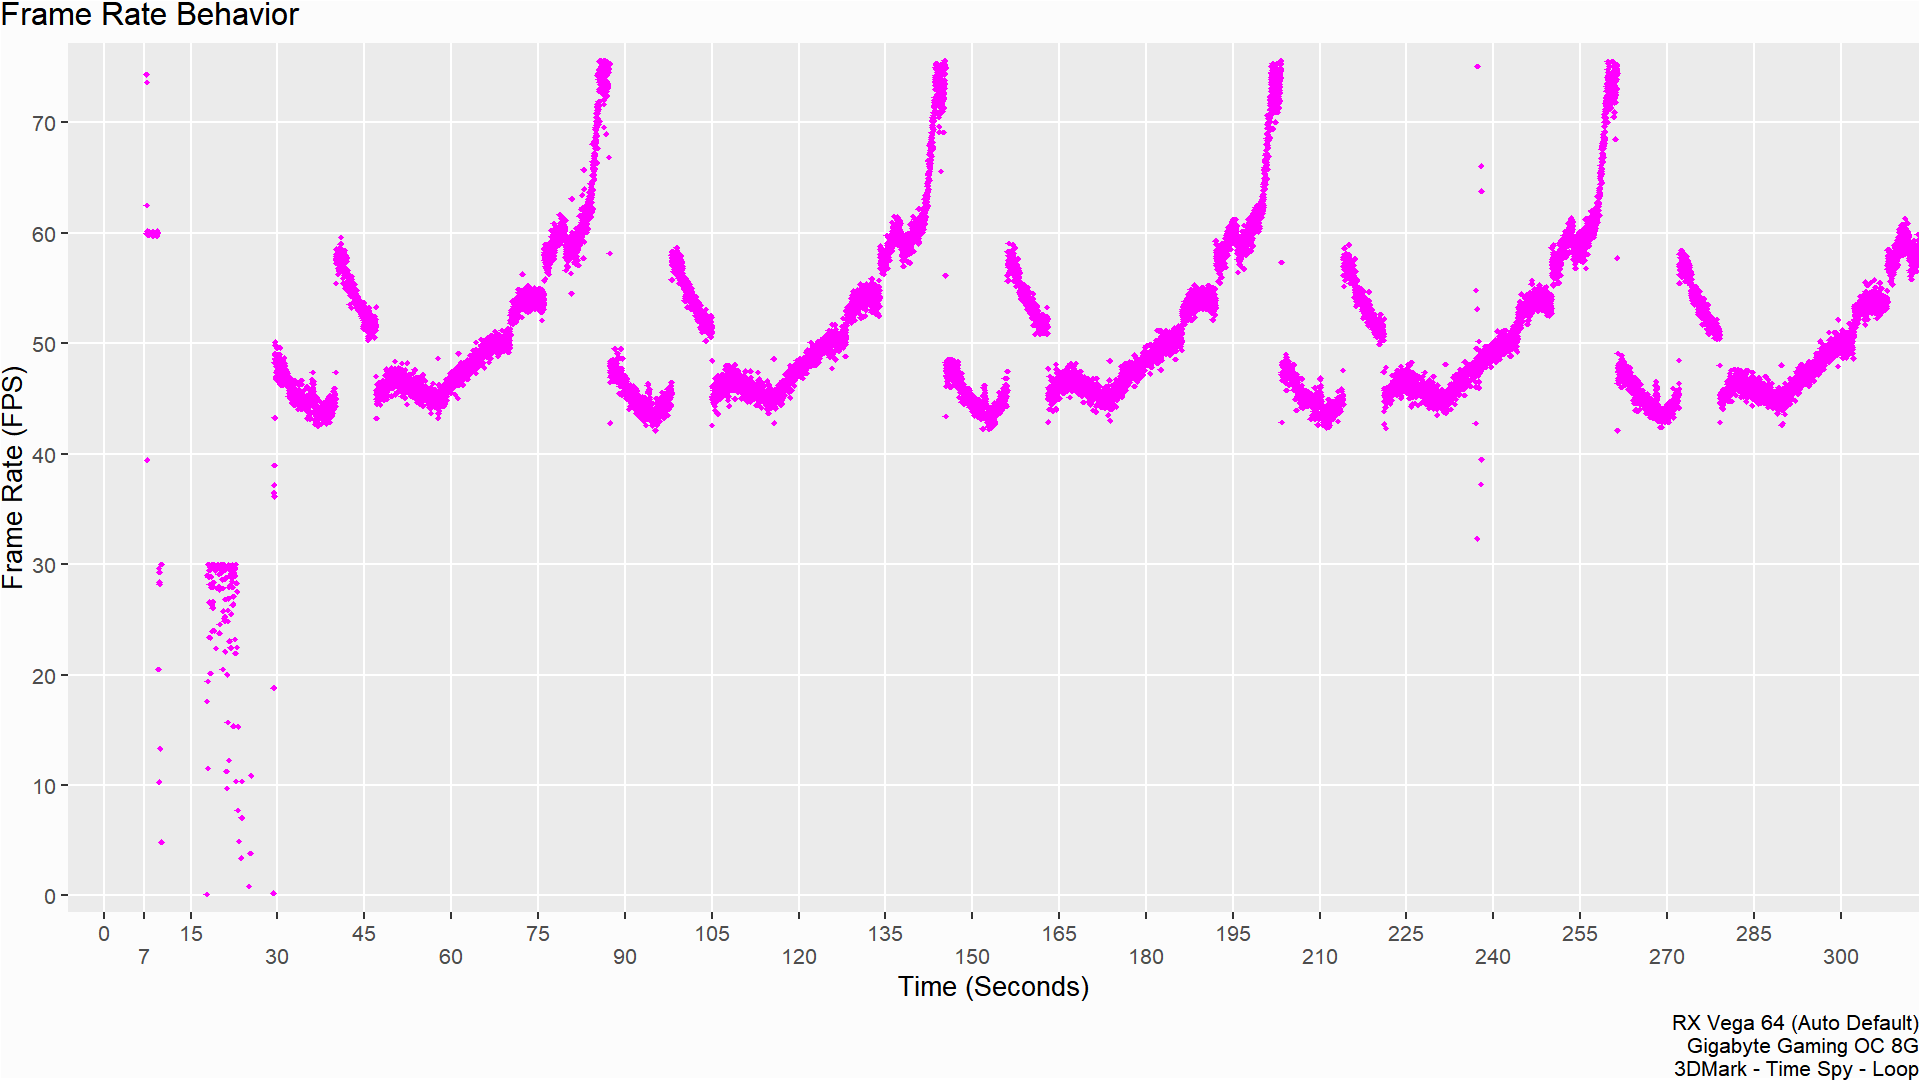 Frame Rate Behavior
Frame Rate (FPS)
70
60
50
40
30
20
10
0
0 15 45 75 105 135 165 195 225 255 285
7 30 60 90 120 150 180 210 240 270 300
Time (Seconds)
RX Vega 64 (Auto Default)
Gigabyte Gaming OC 8G
3DMark - Time Spy - Loop